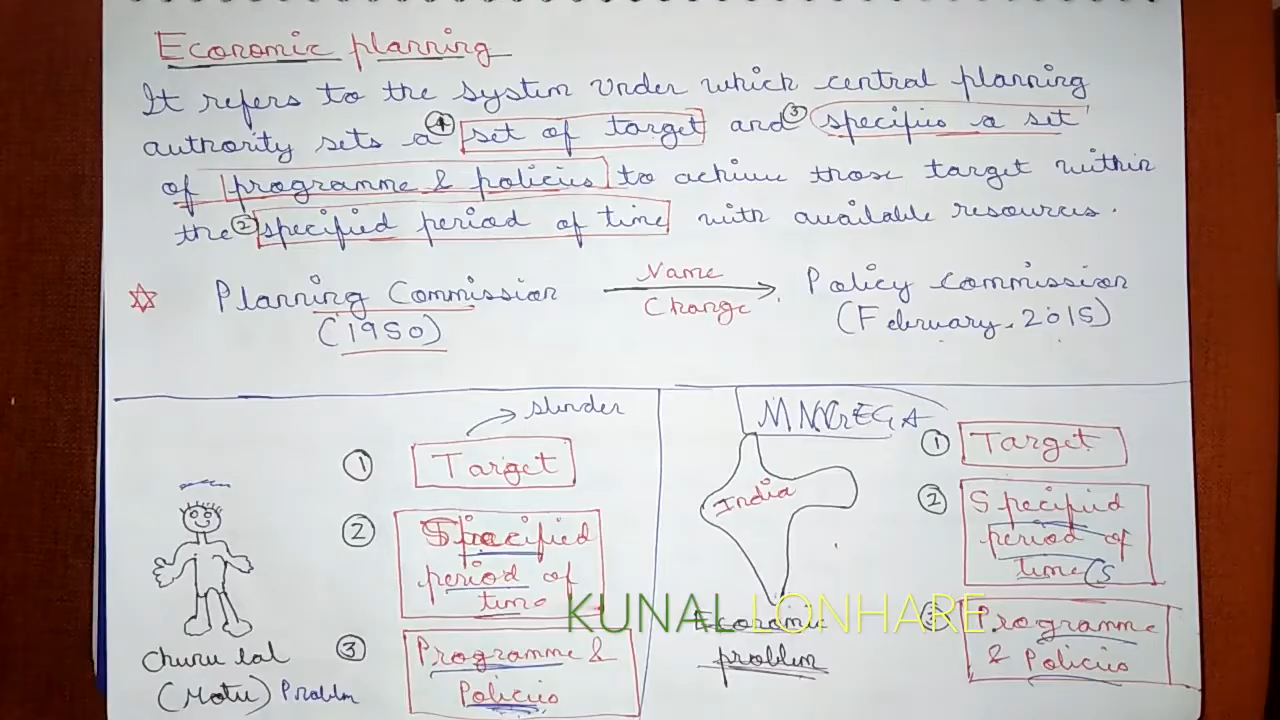 Economic planning
It refers to the system under which central planning
authority sets a ① set of target and ③ specifies a set
of programme & policies to achieve those target within
the ② specified period of time with available resources.
Planning Commission
(1950)
Name
Change
Policy Commission
(February, 2015)
slender
① Target
② Specified
period of
time
③ Programme &
Policies
Churu lal
(Motu) Problem
MNREGA
India
Economic
problem
① Target
② Specified
period of
time (5
③ Programme
& Policies
KUNAL LONHARE